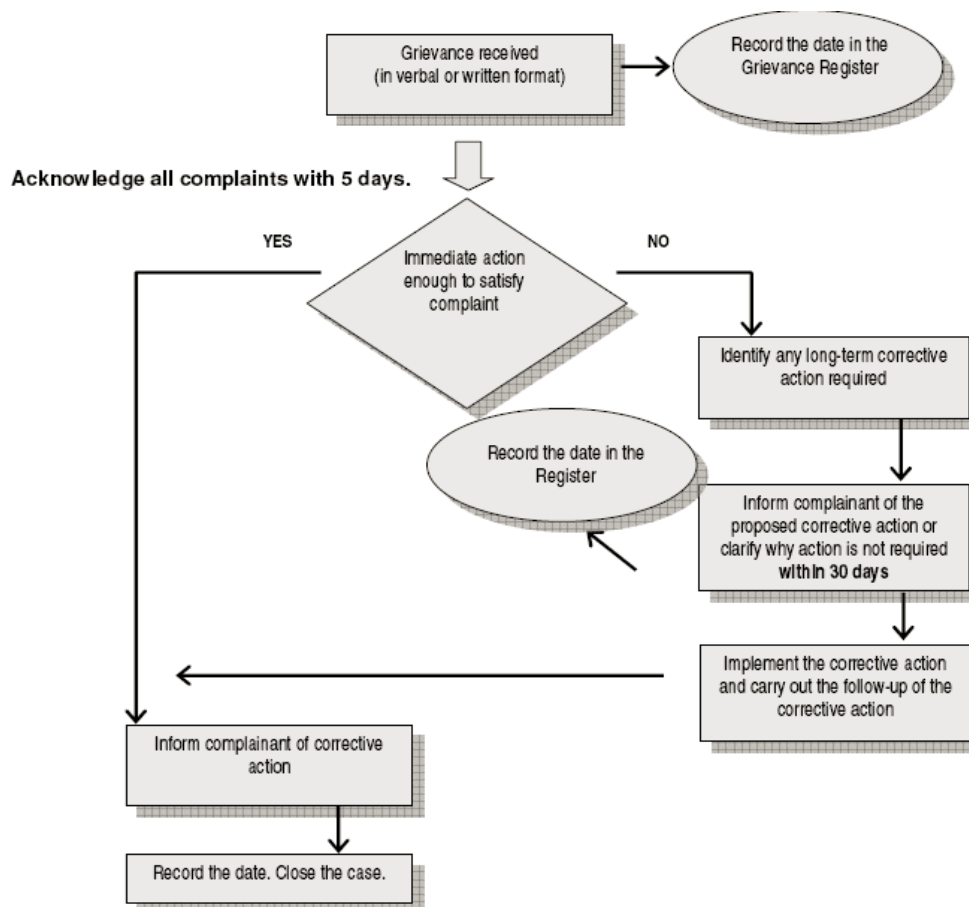 Grievance received
(in verbal or written format)
Record the date in the
Grievance Register
Acknowledge all complaints with 5 days.
YES
NO
Immediate action
enough to satisfy
complaint
Identify any long-term corrective
action required
Record the date in the
Register
Inform complainant of the
proposed corrective action or
clarify why action is not required
within 30 days
Implement the corrective action
and carry out the follow-up of the
corrective action
Inform complainant of corrective
action
Record the date. Close the case.